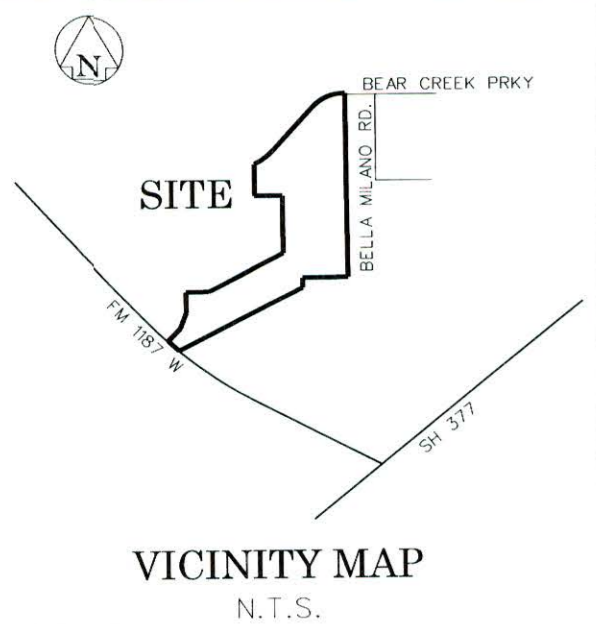 N
BEAR CREEK PRKY
BELLA MILANO RD.
SITE
FM 1187 W
SH 377
VICINITY MAP
N.T.S.